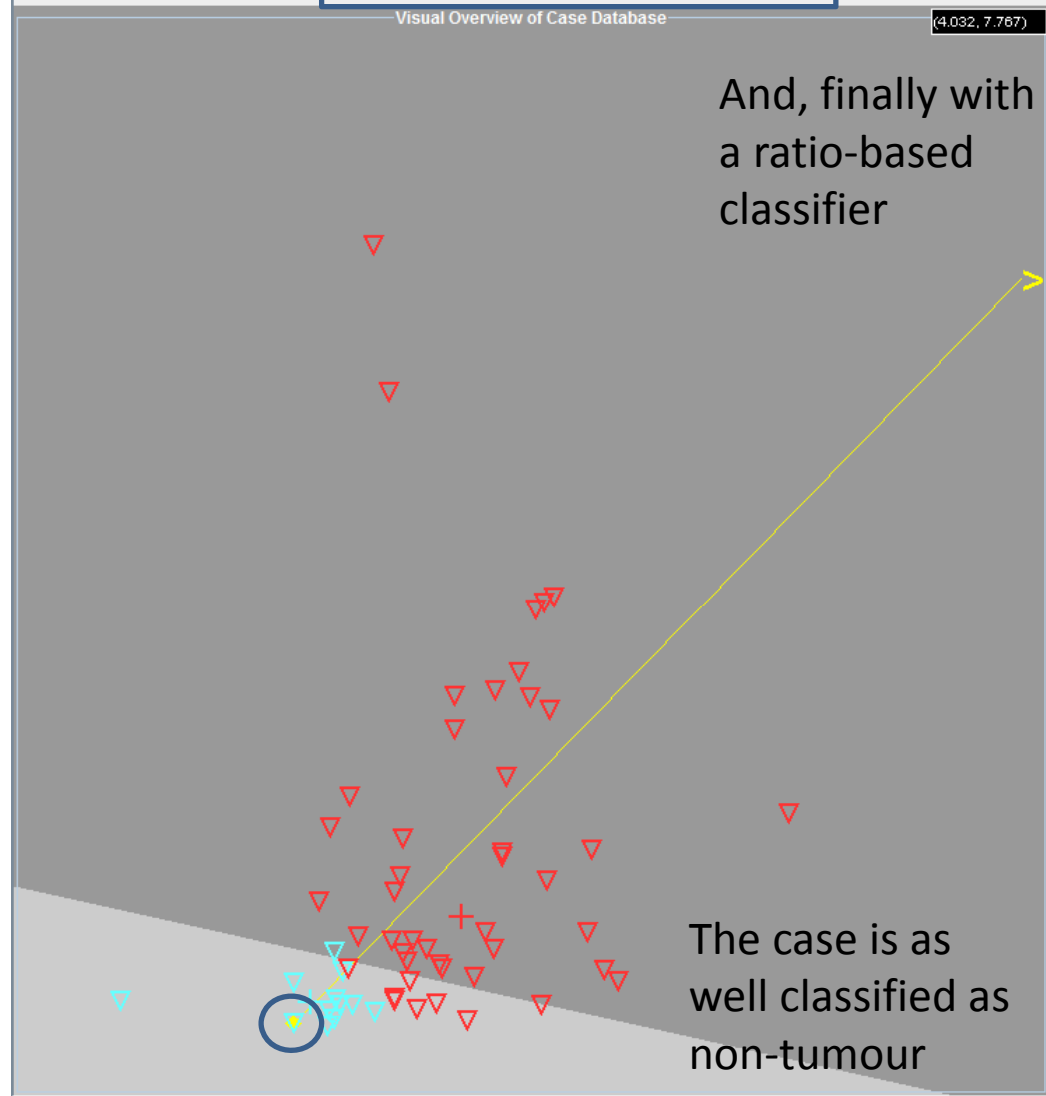 Visual Overview of Case Database
(4.032, 7.767)
And, finally with
a ratio-based
classifier
The case is as
well classified as
non-tumour